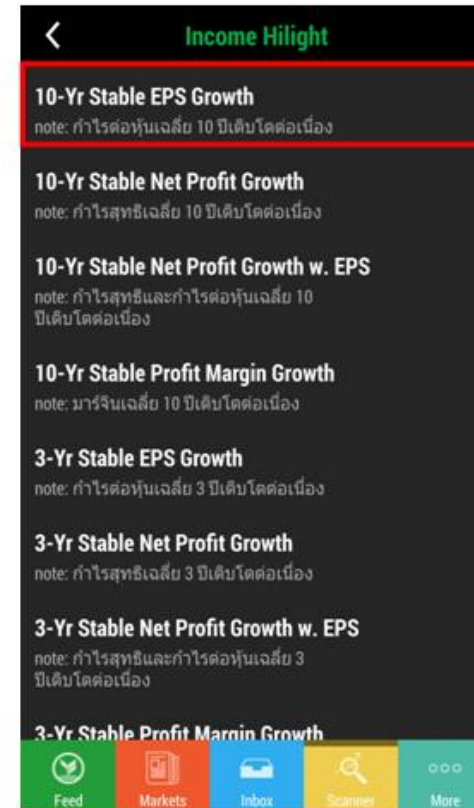 Income Hilight
10-Yr Stable EPS Growth
note: กำไรต่อหุ้นเฉลี่ย 10 ปีเติบโตต่อเนื่อง
10-Yr Stable Net Profit Growth
note: กำไรสุทธิเฉลี่ย 10 ปีเติบโตต่อเนื่อง
10-Yr Stable Net Profit Growth w. EPS
note: กำไรสุทธิและกำไรต่อหุ้นเฉลี่ย 10
ปีเติบโตต่อเนื่อง
10-Yr Stable Profit Margin Growth
note: มาร์จินเฉลี่ย 10 ปีเติบโตต่อเนื่อง
3-Yr Stable EPS Growth
note: กำไรต่อหุ้นเฉลี่ย 3 ปีเติบโตต่อเนื่อง
3-Yr Stable Net Profit Growth
note: กำไรสุทธิเฉลี่ย 3 ปีเติบโตต่อเนื่อง
3-Yr Stable Net Profit Growth w. EPS
note: กำไรสุทธิและกำไรต่อหุ้นเฉลี่ย 3
ปีเติบโตต่อเนื่อง
3-Yr Stable Profit Margin Growth
Feed Markets Inbox Scanner More